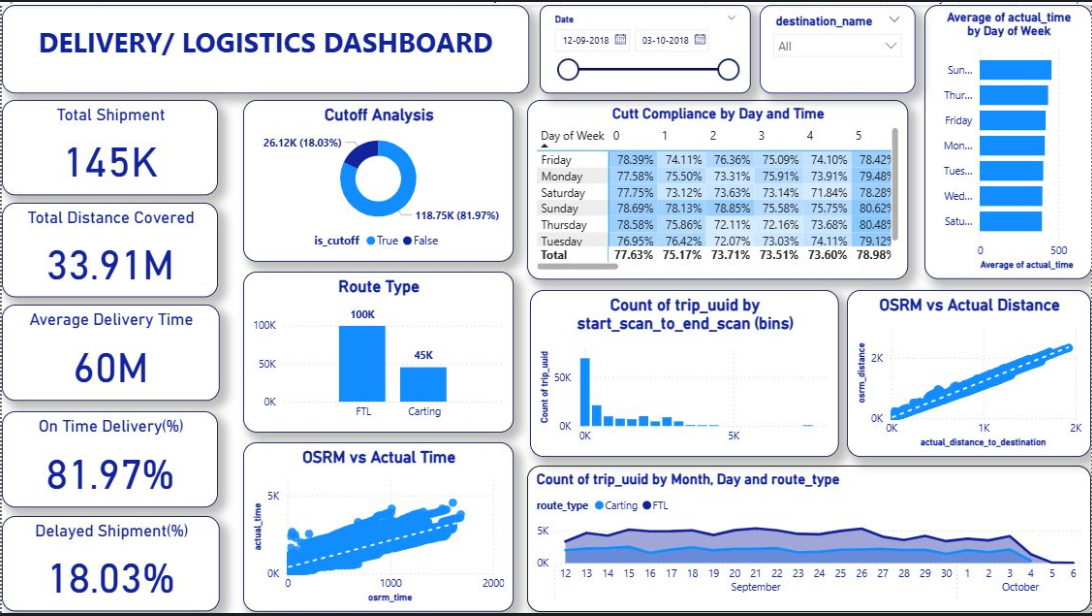 DELIVERY/ LOGISTICS DASHBOARD
Date
12-09-2018 03-10-2018
destination_name
All
Average of actual_time
by Day of Week
Sun...
Thur...
Friday
Mon...
Tues...
Wed...
Satu...
0 500
Average of actual_time
Total Shipment
145K
Total Distance Covered
33.91M
Average Delivery Time
60M
On Time Delivery(%)
81.97%
Delayed Shipment(%)
18.03%
Cutoff Analysis
26.12K (18.03%)
118.75K (81.97%)
is_cutoff True False
Cutt Compliance by Day and Time
Day of Week 0 1 2 3 4 5
Friday 78.39% 74.11% 76.36% 75.09% 74.10% 78.42%
Monday 77.58% 75.50% 73.31% 75.91% 73.91% 79.48%
Saturday 77.75% 73.12% 73.63% 73.14% 71.84% 78.28%
Sunday 78.69% 78.13% 78.85% 75.58% 75.75% 80.62%
Thursday 78.58% 75.86% 72.11% 72.16% 73.68% 80.48%
Tuesday 76.95% 76.42% 72.07% 73.03% 74.11% 79.12%
Total 77.63% 75.17% 73.71% 73.51% 73.60% 78.98%
Route Type
100K
45K
100K
50K
0K
FTL Carting
Count of trip_uuid by
start_scan_to_end_scan (bins)
Count of trip_uuid
50K
0K
0K 5K
OSRM vs Actual Distance
osrm_distance
2K
0K
0K 1K 2K
actual_distance_to_destination
OSRM vs Actual Time
actual_time
5K
0K
0 1000 2000
osrm_time
Count of trip_uuid by Month, Day and route_type
route_type Carting FTL
5K
0K
12 13 14 15 16 17 18 19 20 21 22 23 24 25 26 27 28 29 30 1 2 3 4 5 6
September October